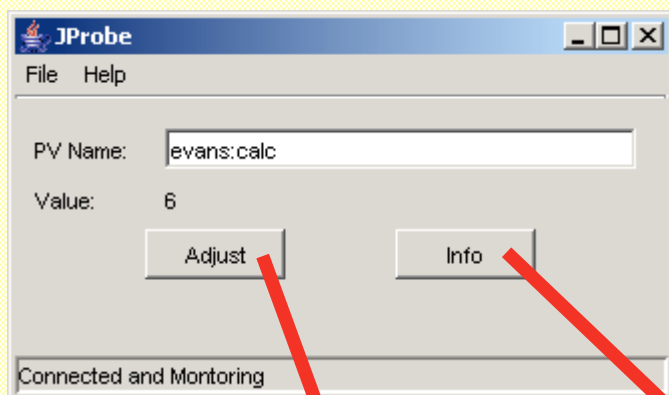 JProbe
File Help
PV Name: evans:calc
Value: 6
Adjust Info
Connected and Montoring